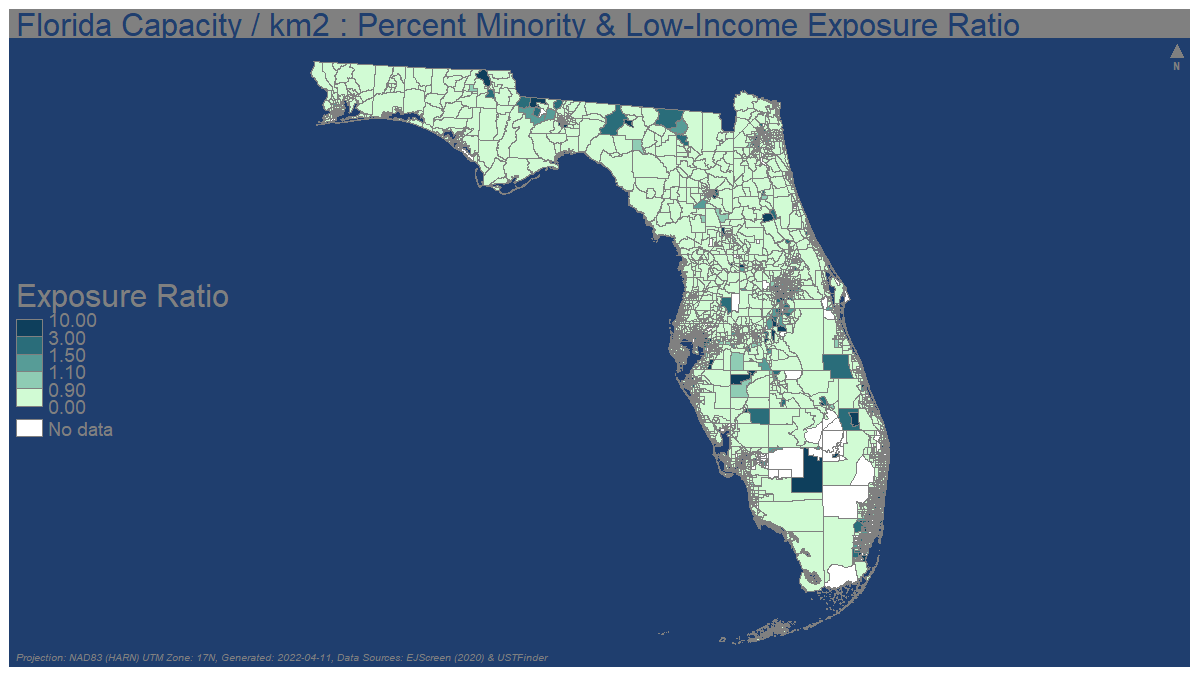 Florida Capacity / km2 : Percent Minority & Low-Income Exposure Ratio
N
Exposure Ratio
10.00
3.00
1.50
1.10
0.90
0.00
No data
Projection: NAD83 (HARN) UTM Zone: 17N, Generated: 2022-04-11, Data Sources: EJScreen (2020) & USTFinder